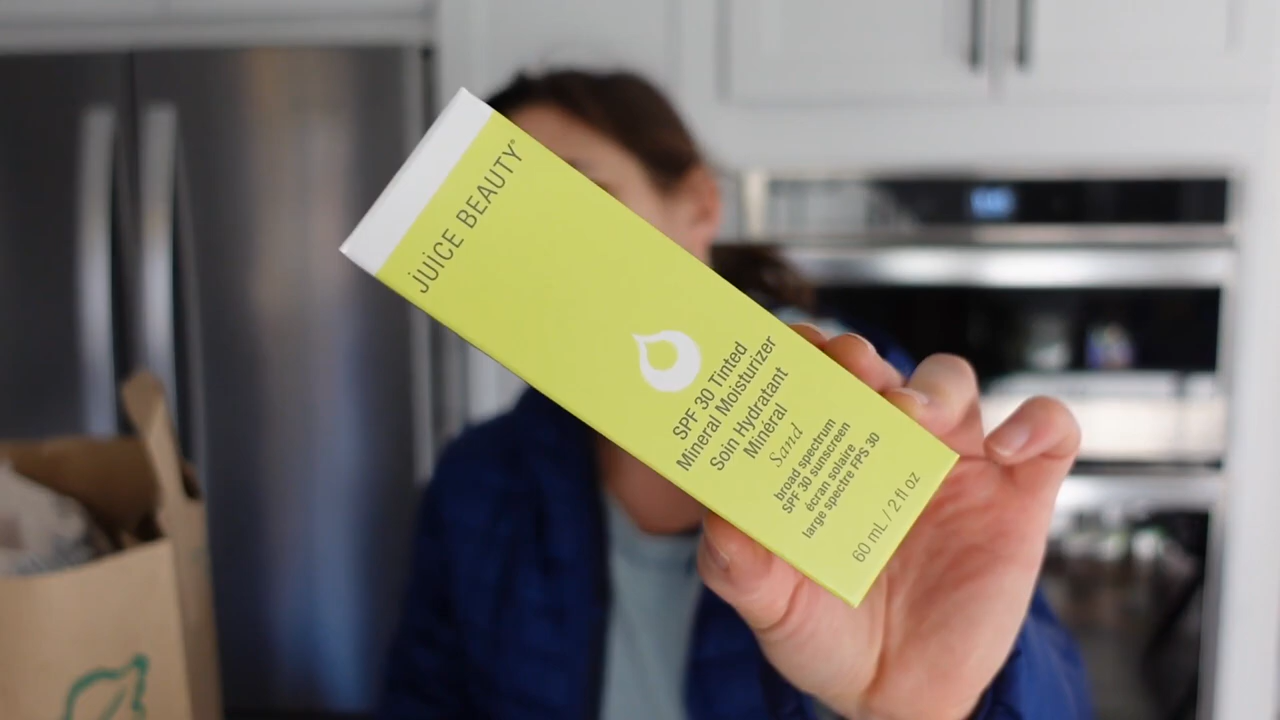 JUICE BEAUTY®
SPF 30 Tinted
Mineral Moisturizer
Soin Hydratant
Minéral
Sand
broad spectrum
SPF 30 sunscreen
écran solaire
large spectre FPS 30
60 mL / 2 fl oz